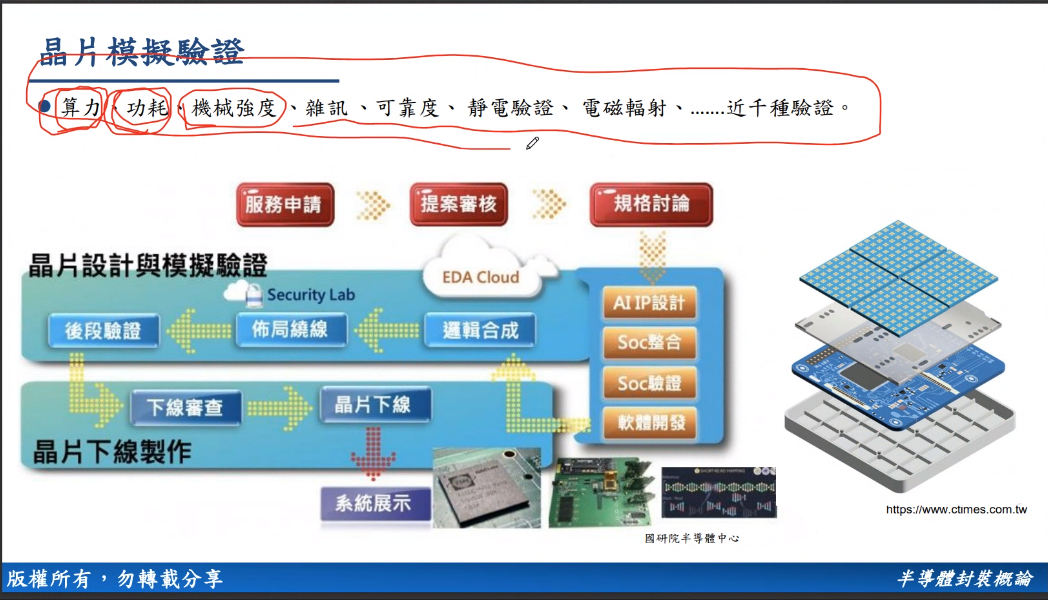 晶片模擬驗證
算力、功耗、機械強度、雜訊、可靠度、靜電驗證、電磁輻射、.......近千種驗證。
服務申請
提案審核
規格討論
晶片設計與模擬驗證
EDA Cloud
Security Lab
AI IP設計
後段驗證
佈局繞線
邏輯合成
Soc整合
Soc驗證
下線審查
晶片下線
軟體開發
晶片下線製作
系統展示
國研院半導體中心
https://www.ctimes.com.tw
版權所有，勿轉載分享
半導體封裝概論